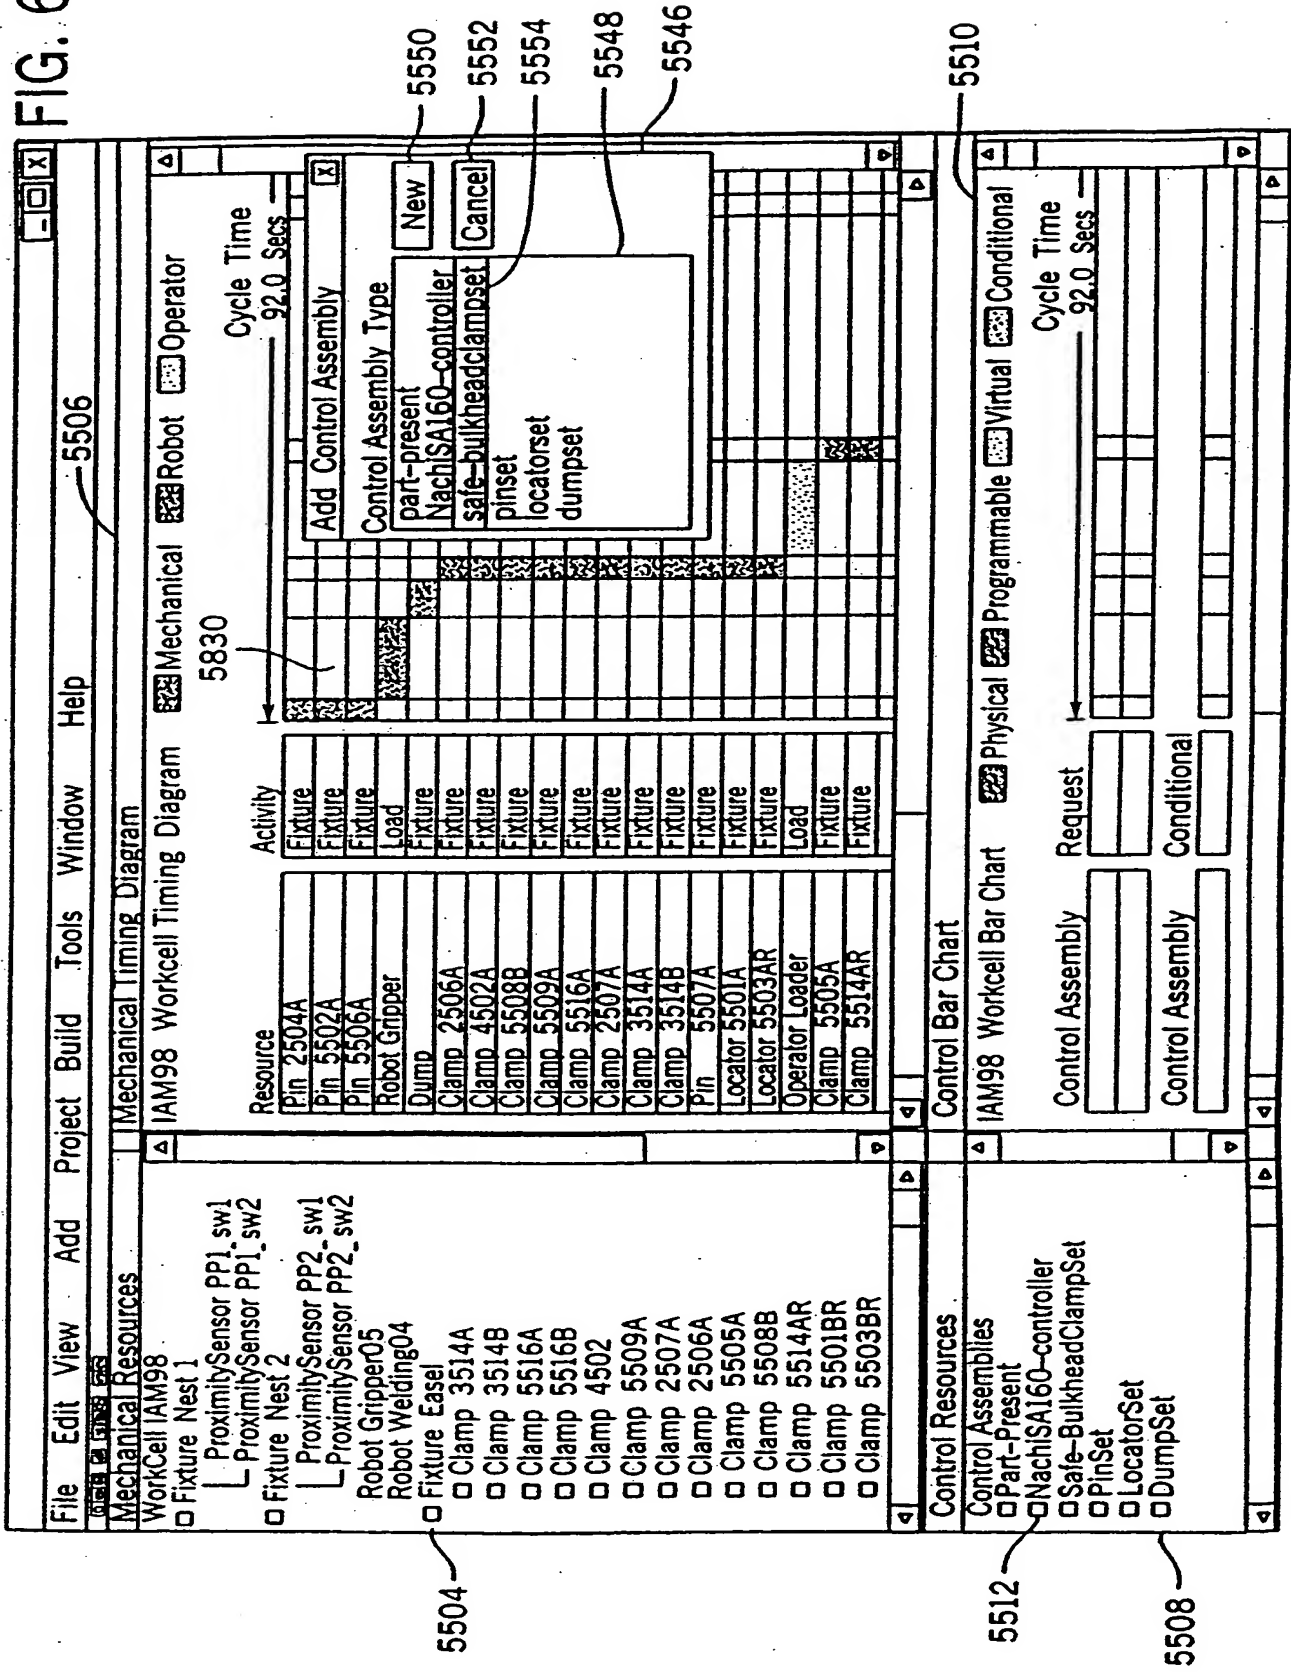 FIG. 6
File Edit View Add Project Build Tools Window Help
Mechanical Resources
WorkCell IAM98
Fixture Nest 1
ProximitySensor PP1_sw1
ProximitySensor PP1_sw2
Fixture Nest 2
ProximitySensor PP2_sw1
ProximitySensor PP2_sw2
Robot Gripper05
Robot Welding04
Fixture Easel
Clamp 3514A
Clamp 3514B
Clamp 5516A
Clamp 5516B
Clamp 4502
Clamp 5509A
Clamp 2507A
Clamp 2506A
Clamp 5505A
Clamp 5508B
Clamp 5514AR
Clamp 5501BR
Clamp 5503BR
Mechanical Timing Diagram
IAM98 Workcell Timing Diagram Mechanical Robot Operator
Cycle Time
92.0 Secs
Resource Activity
Pin 2504A Fixture
Pin 5502A Fixture
Pin 5506A Fixture
Robot Gripper Load
Dump Fixture
Clamp 2506A Fixture
Clamp 4502A Fixture
Clamp 5508B Fixture
Clamp 5509A Fixture
Clamp 5516A Fixture
Clamp 2507A Fixture
Clamp 3514A Fixture
Clamp 3514B Fixture
Pin 5507A Fixture
Locator 5501A Fixture
Locator 5503AR Fixture
Operator Loader Load
Clamp 5505A Fixture
Clamp 5514AR Fixture
Add Control Assembly X
Control Assembly Type
part-present
NachiSA160-controller
safe-bulkheadclampset
pinset
locatorset
dumpset
New
Cancel
Control Resources
Control Assemblies
Part-Present
NachiSA160-controller
Safe-BulkheadClampSet
PinSet
LocatorSet
DumpSet
Control Bar Chart
IAM98 Workcell Bar Chart Physical Programmable Virtual Conditional
Cycle Time
92.0 Secs
Control Assembly Request
Control Assembly Conditional
5506
5830
5550
5552
5554
5548
5546
5510
5504
5512
5508